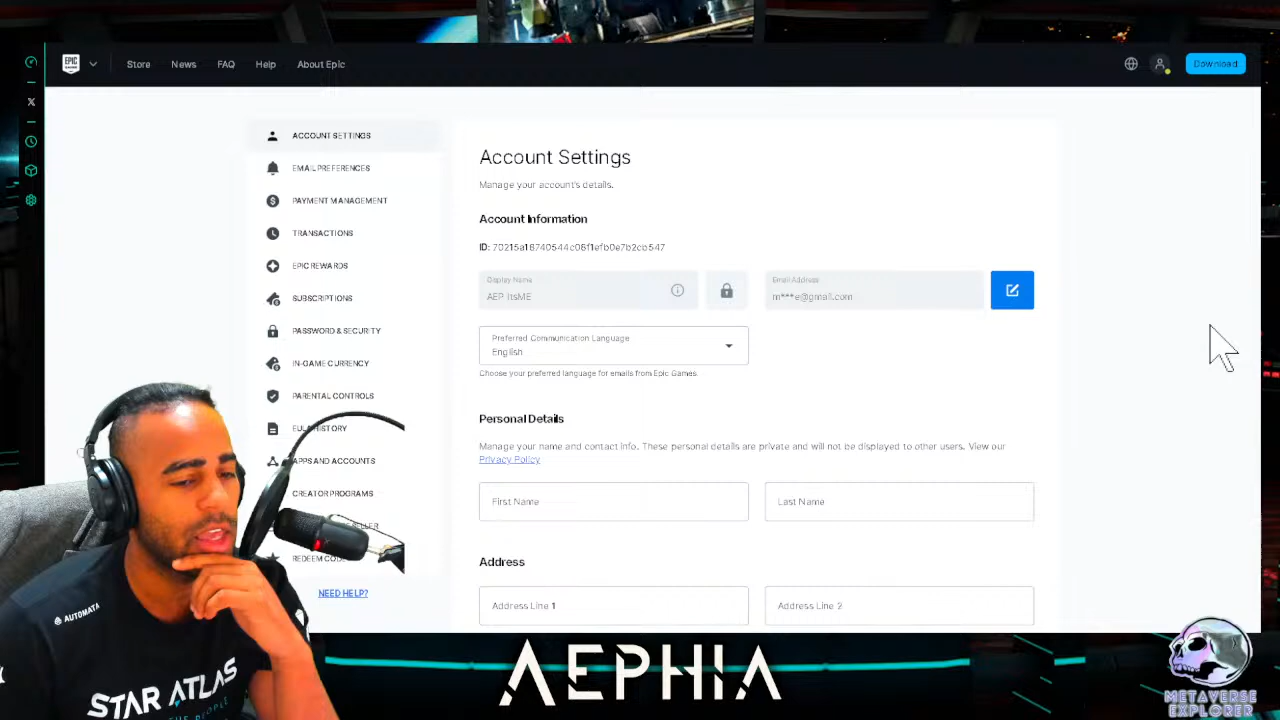 EPIC
Store
News
FAQ
Help
About Epic
Download
X
ACCOUNT SETTINGS
EMAIL PREFERENCES
PAYMENT MANAGEMENT
TRANSACTIONS
EPIC REWARDS
SUBSCRIPTIONS
PASSWORD & SECURITY
IN-GAME CURRENCY
PARENTAL CONTROLS
EULA HISTORY
APPS AND ACCOUNTS
CREATOR PROGRAMS
REDEEM CODE
NEED HELP?
Account Settings
Manage your account's details.
Account Information
ID: 70215a18740544c08f1efb0e7b2cb547
Display Name
AEP ItsME
Email Address
m***e@gmail.com
Preferred Communication Language
English
Choose your preferred language for emails from Epic Games.
Personal Details
Manage your name and contact info. These personal details are private and will not be displayed to other users. View our
Privacy Policy
First Name
Last Name
Address
Address Line 1
Address Line 2
AUTOMATA
STAR ATLAS
AEPHIA
METAVERSE
EXPLORER